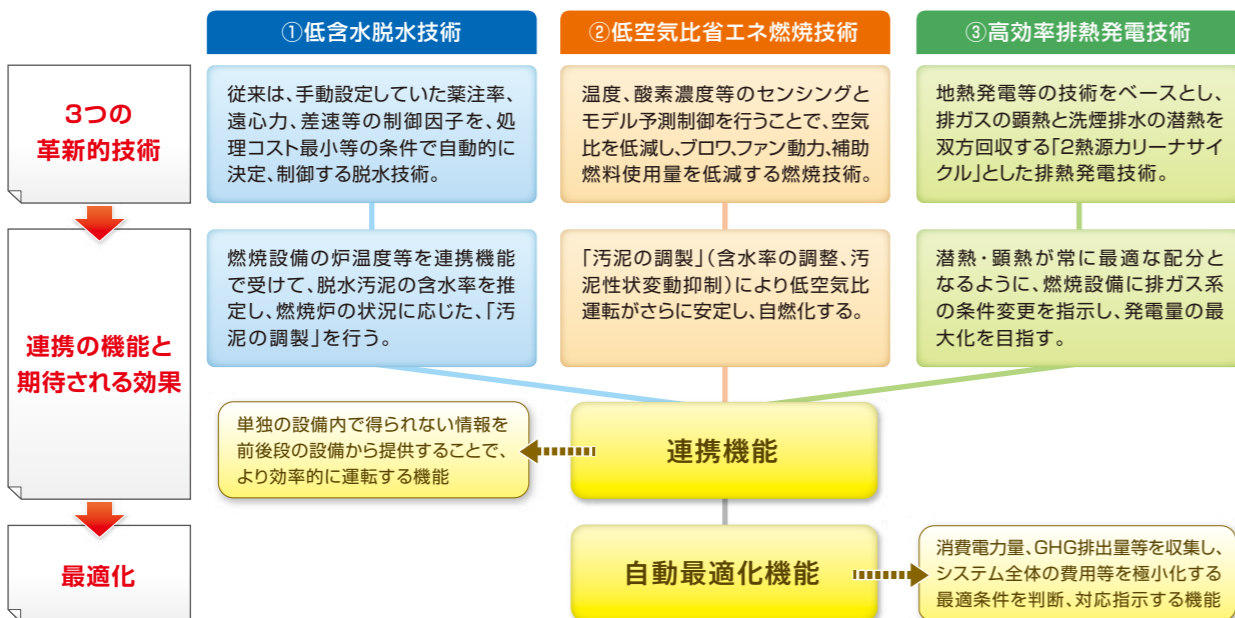 ①低含水脱水技術
②低空気比省エネ燃焼技術
③高効率排熱発電技術
3つの
革新的技術
従来は、手動設定していた薬注率、
遠心力、差速等の制御因子を、処
理コスト最小等の条件で自動的に
決定、制御する脱水技術。
温度、酸素濃度等のセンシングと
モデル予測制御を行うことで、空気
比を低減し、ブロワ、ファン動力、補助
燃料使用量を低減する燃焼技術。
地熱発電等の技術をベースとし、
排ガスの顕熱と洗煙排水の潜熱を
双方回収する「2熱源カリーナサイ
クル」とした排熱発電技術。
連携の機能と
期待される効果
燃焼設備の炉温度等を連携機能
で受けて、脱水汚泥の含水率を推
定し、燃焼炉の状況に応じた、「汚
泥の調製」を行う。
「汚泥の調製」(含水率の調整、汚
泥性状変動抑制)により低空気比
運転がさらに安定し、自燃化する。
潜熱・顕熱が常に最適な配分と
なるように、燃焼設備に排ガス系
の条件変更を指示し、発電量の最
大化を目指す。
単独の設備内で得られない情報を
前後段の設備から提供することで、
より効率的に運転する機能
連携機能
最適化
自動最適化機能
消費電力量、GHG排出量等を収集し、
システム全体の費用等を極小化する
最適条件を判断、対応指示する機能